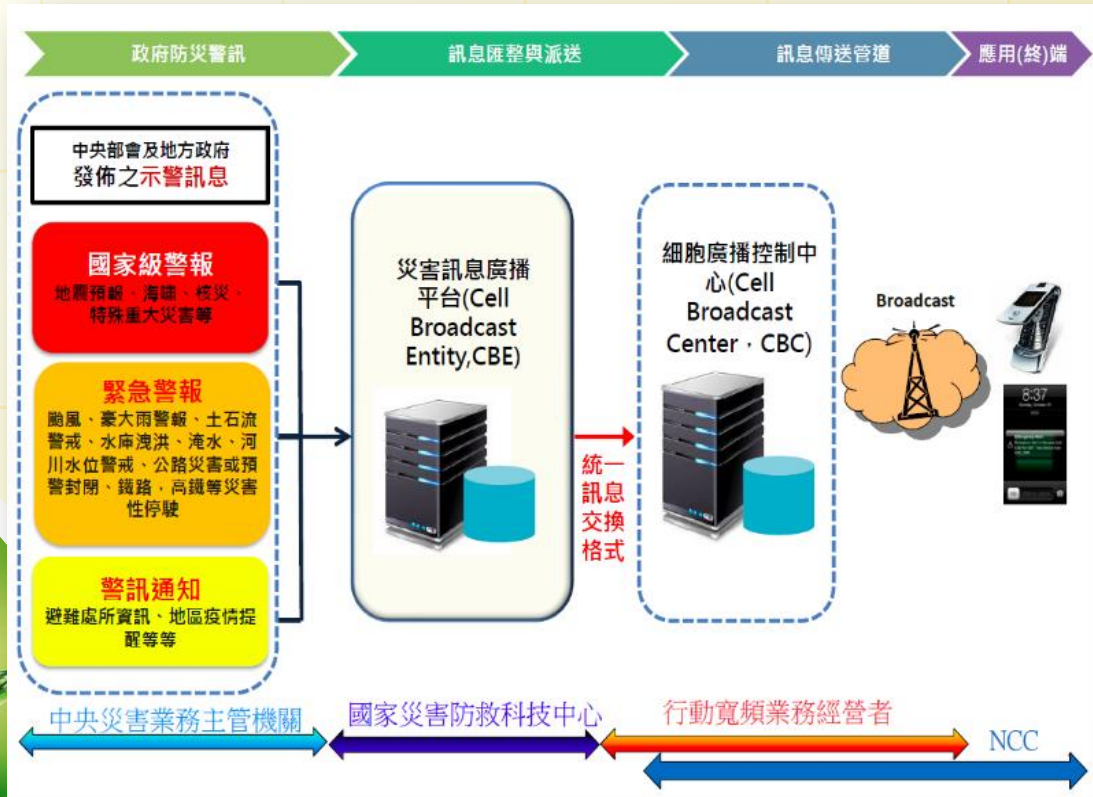 政府防災警訊
訊息匯整與派送
訊息傳送管道
應用(終)端
中央部會及地方政府
發佈之示警訊息
國家級警報
地震預報、海嘯、核災、
特殊重大災害等
緊急警報
颱風、豪大雨警報、土石流
警戒、水庫洩洪、淹水、河
川水位警戒、公路災害或預
警封閉、鐵路，高鐵等災害
性停駛
警訊通知
避難處所資訊、地區疫情提
醒等等
災害訊息廣播
平台(Cell
Broadcast
Entity,CBE)
統一
訊息
交換
格式
細胞廣播控制中
心(Cell
Broadcast
Center，CBC)
Broadcast
8:37
中央災害業務主管機關
國家災害防救科技中心
行動寬頻業務經營者
NCC